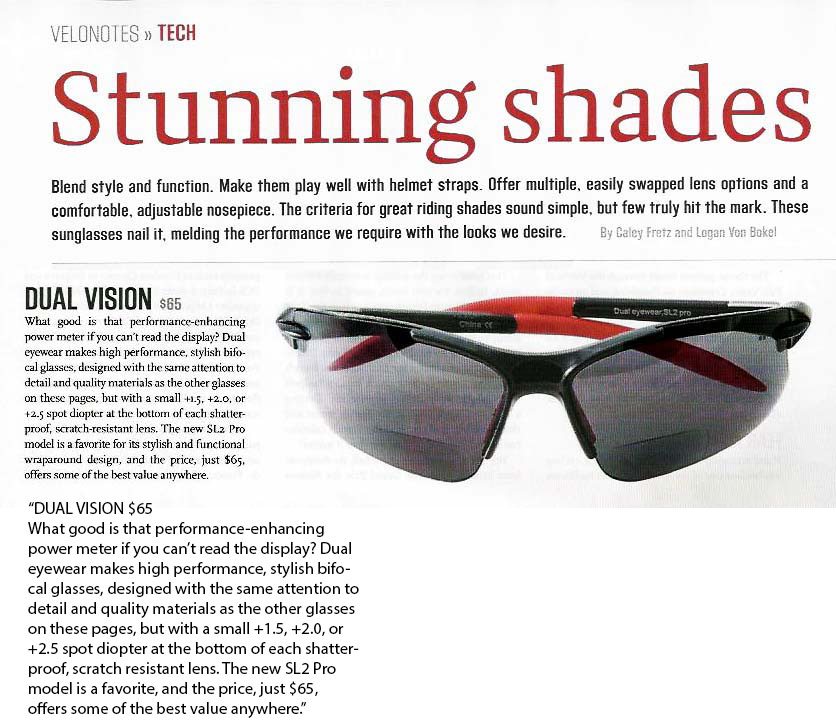 VELONOTES » TECH
Stunning shades
Blend style and function. Make them play well with helmet straps. Offer multiple, easily swapped lens options and a
comfortable, adjustable nosepiece. The criteria for great riding shades sound simple, but few truly hit the mark. These
sunglasses nail it, melding the performance we require with the looks we desire. By Caley Fretz and Logan Von Bokel
DUAL VISION $65
What good is that performance-enhancing
power meter if you can't read the display? Dual
eyewear makes high performance, stylish bifo-
cal glasses, designed with the same attention to
detail and quality materials as the other glasses
on these pages, but with a small +1.5, +2.0, or
+2.5 spot diopter at the bottom of each shatter-
proof, scratch-resistant lens. The new SL2 Pro
model is a favorite for its stylish and functional
wraparound design, and the price, just $65,
offers some of the best value anywhere.
Dual eyewear,SL2 pro
China CE
“DUAL VISION $65
What good is that performance-enhancing
power meter if you can't read the display? Dual
eyewear makes high performance, stylish bifo-
cal glasses, designed with the same attention to
detail and quality materials as the other glasses
on these pages, but with a small +1.5, +2.0, or
+2.5 spot diopter at the bottom of each shatter-
proof, scratch resistant lens. The new SL2 Pro
model is a favorite, and the price, just $65,
offers some of the best value anywhere.”